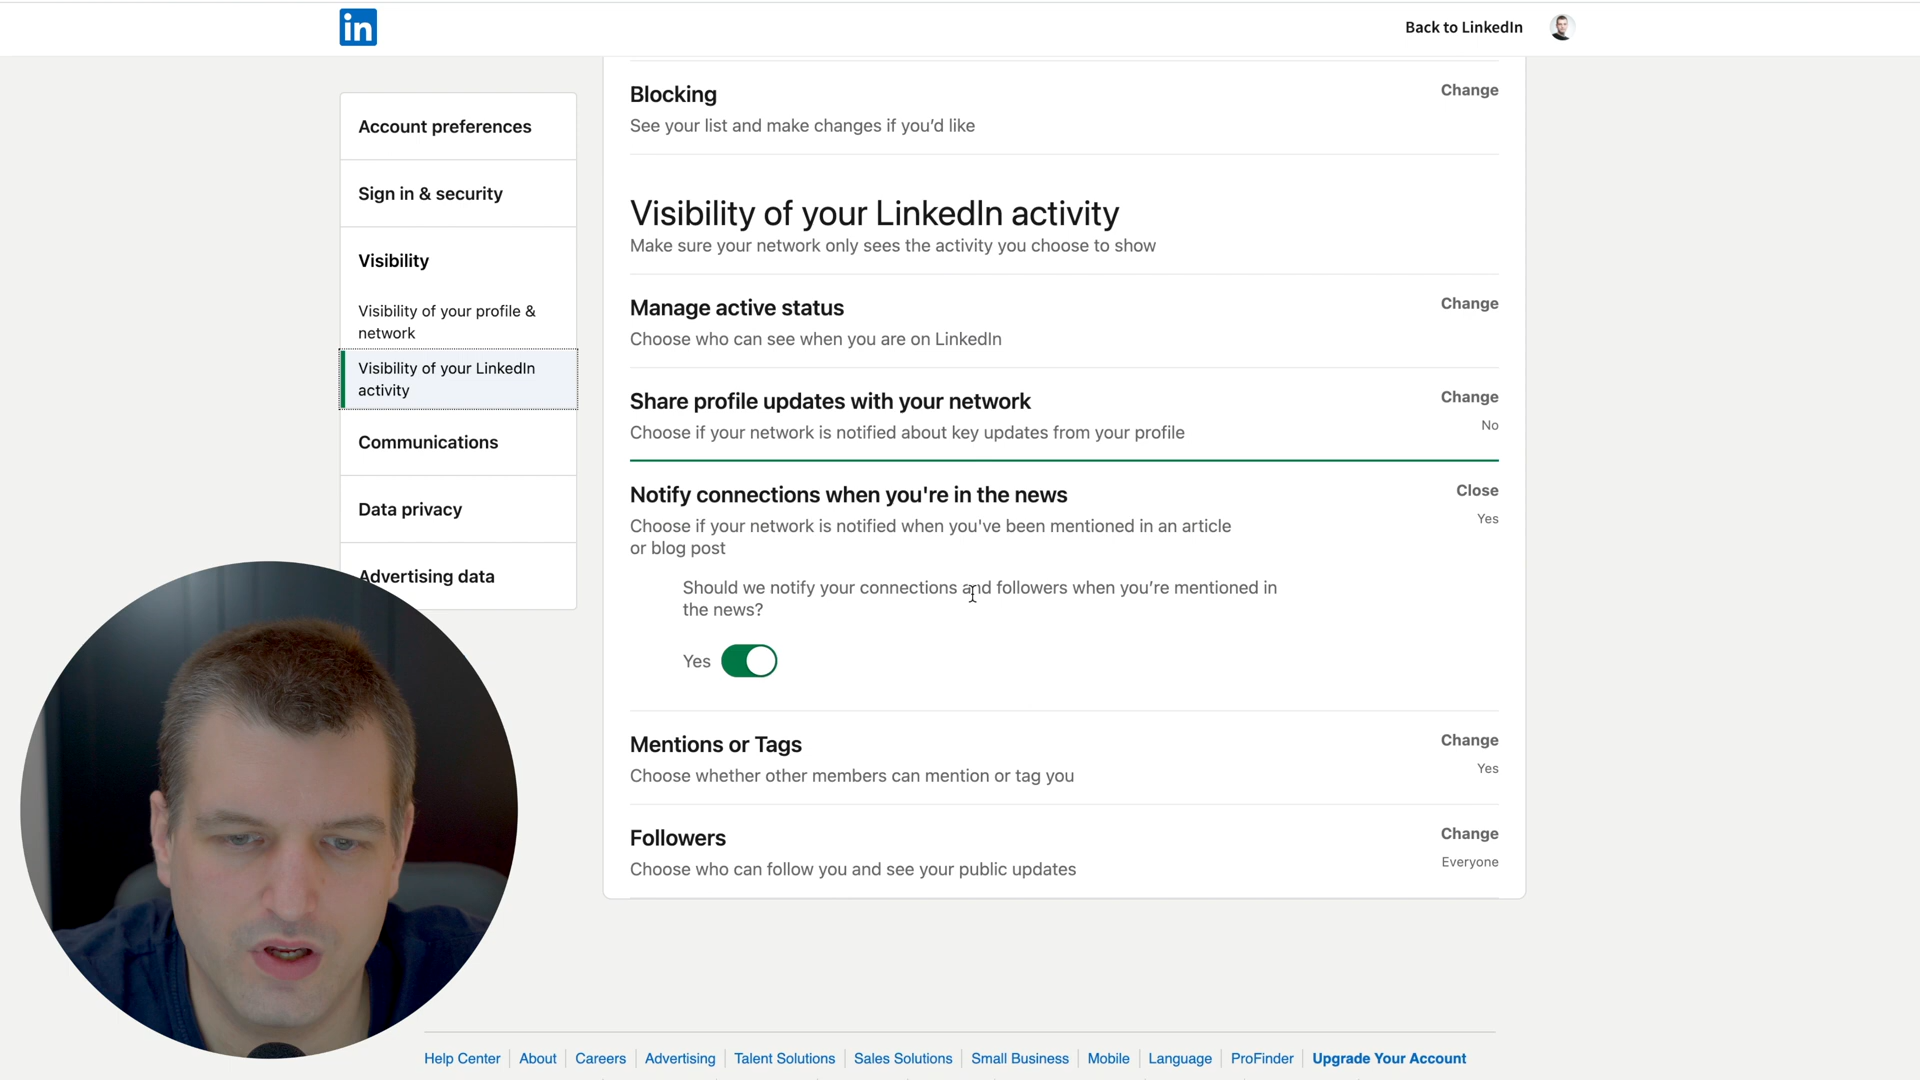 in
Back to LinkedIn
Account preferences
Sign in & security
Visibility
Visibility of your profile &
network
Visibility of your LinkedIn
activity
Communications
Data privacy
Advertising data
Blocking
Change
See your list and make changes if you’d like
Visibility of your LinkedIn activity
Make sure your network only sees the activity you choose to show
Manage active status
Change
Choose who can see when you are on LinkedIn
Share profile updates with your network
Change
Choose if your network is notified about key updates from your profile
No
Notify connections when you're in the news
Close
Choose if your network is notified when you've been mentioned in an article
or blog post
Yes
Should we notify your connections and followers when you’re mentioned in
the news?
Yes
Mentions or Tags
Change
Choose whether other members can mention or tag you
Yes
Followers
Change
Choose who can follow you and see your public updates
Everyone
Help Center About Careers Advertising Talent Solutions Sales Solutions Small Business Mobile Language ProFinder Upgrade Your Account